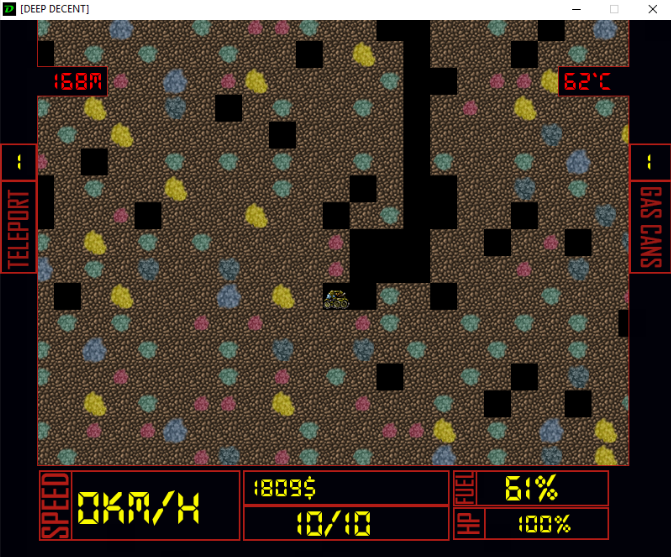 [DEEP DECENT]
168M
62°C
1
TELEPORT
1
GAS CANS
SPEED
0KM/H
1809$
10/10
FUEL
61%
HP
100%